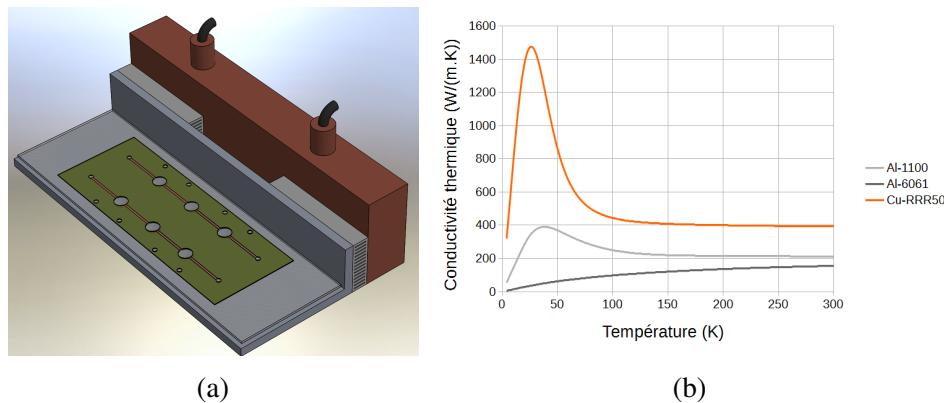 1600
1400
1200
1000
800
600
400
200
0
0 50 100 150 200 250 300
Conductivité thermique (W/(m.K))
Température (K)
Al-1100
Al-6061
Cu-RRR50
(a) (b)